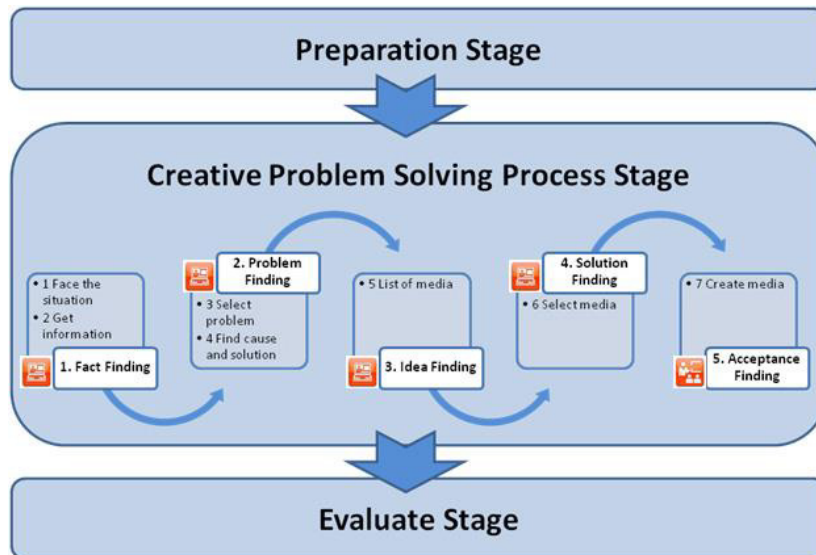 Preparation Stage
Creative Problem Solving Process Stage
• 1 Face the
situation
• 2 Get
information
1. Fact Finding
2. Problem
Finding
• 3 Select
problem
• 4 Find cause
and solution
• 5 List of media
3. Idea Finding
4. Solution
Finding
• 6 Select media
• 7 Create media
5. Acceptance
Finding
Evaluate Stage